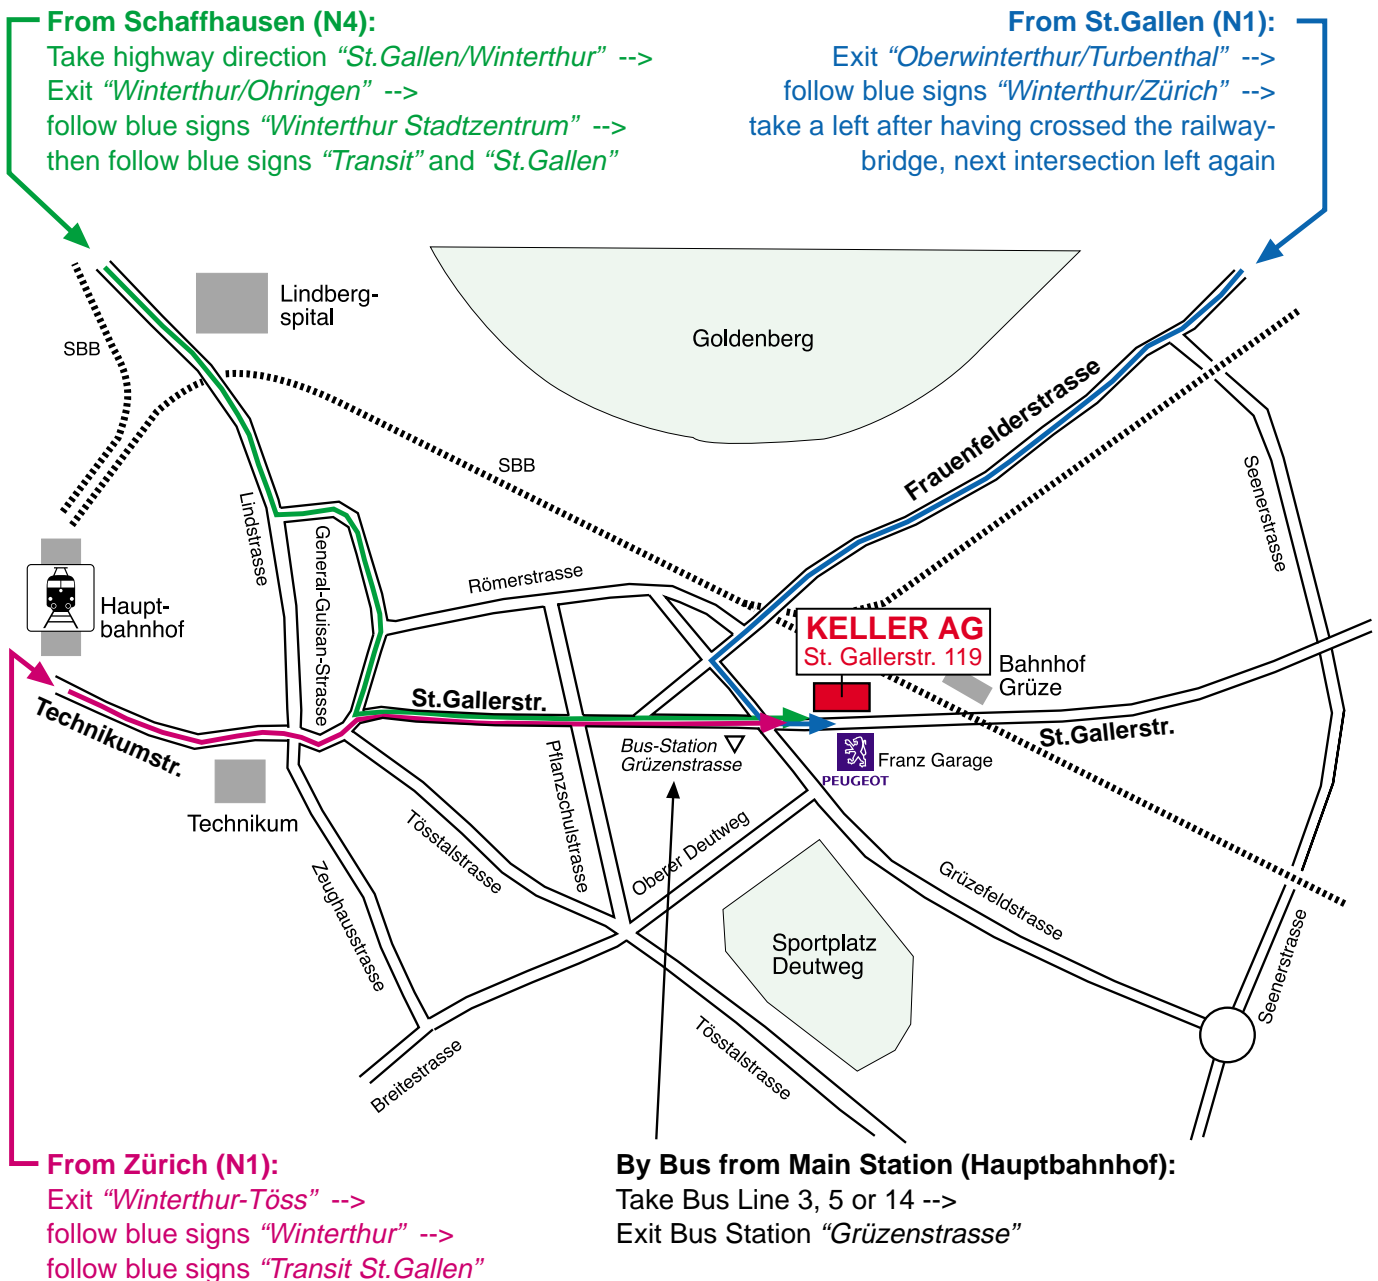 From Schaffhausen (N4):
Take highway direction “St.Gallen/Winterthur” -->
Exit “Winterthur/Ohringen” -->
follow blue signs “Winterthur Stadtzentrum” -->
then follow blue signs “Transit” and “St.Gallen”
From St.Gallen (N1):
Exit “Oberwinterthur/Turbenthal” -->
follow blue signs “Winterthur/Zürich” -->
take a left after having crossed the railway-
bridge, next intersection left again
Lindberg-
spital
Goldenberg
SBB
SBB
Frauenfelderstrasse
Seenerstrasse
Lindstrasse
General-Guisan-Strasse
Römerstrasse
Haupt-
bahnhof
KELLER AG
St. Gallerstr. 119
Bahnhof
Grüze
Technikumstr.
St.Gallerstr.
St.Gallerstr.
Bus-Station
Grüzenstrasse
Franz Garage
PEUGEOT
Technikum
Pflanzschulstrasse
Tösstalstrasse
Oberer Deutweg
Zeughausstrasse
Grüzefeldstrasse
Sportplatz
Deutweg
Seenerstrasse
Breitestrasse
Tösstalstrasse
From Zürich (N1):
Exit “Winterthur-Töss” -->
follow blue signs “Winterthur” -->
follow blue signs “Transit St.Gallen”
By Bus from Main Station (Hauptbahnhof):
Take Bus Line 3, 5 or 14 -->
Exit Bus Station “Grüzenstrasse”